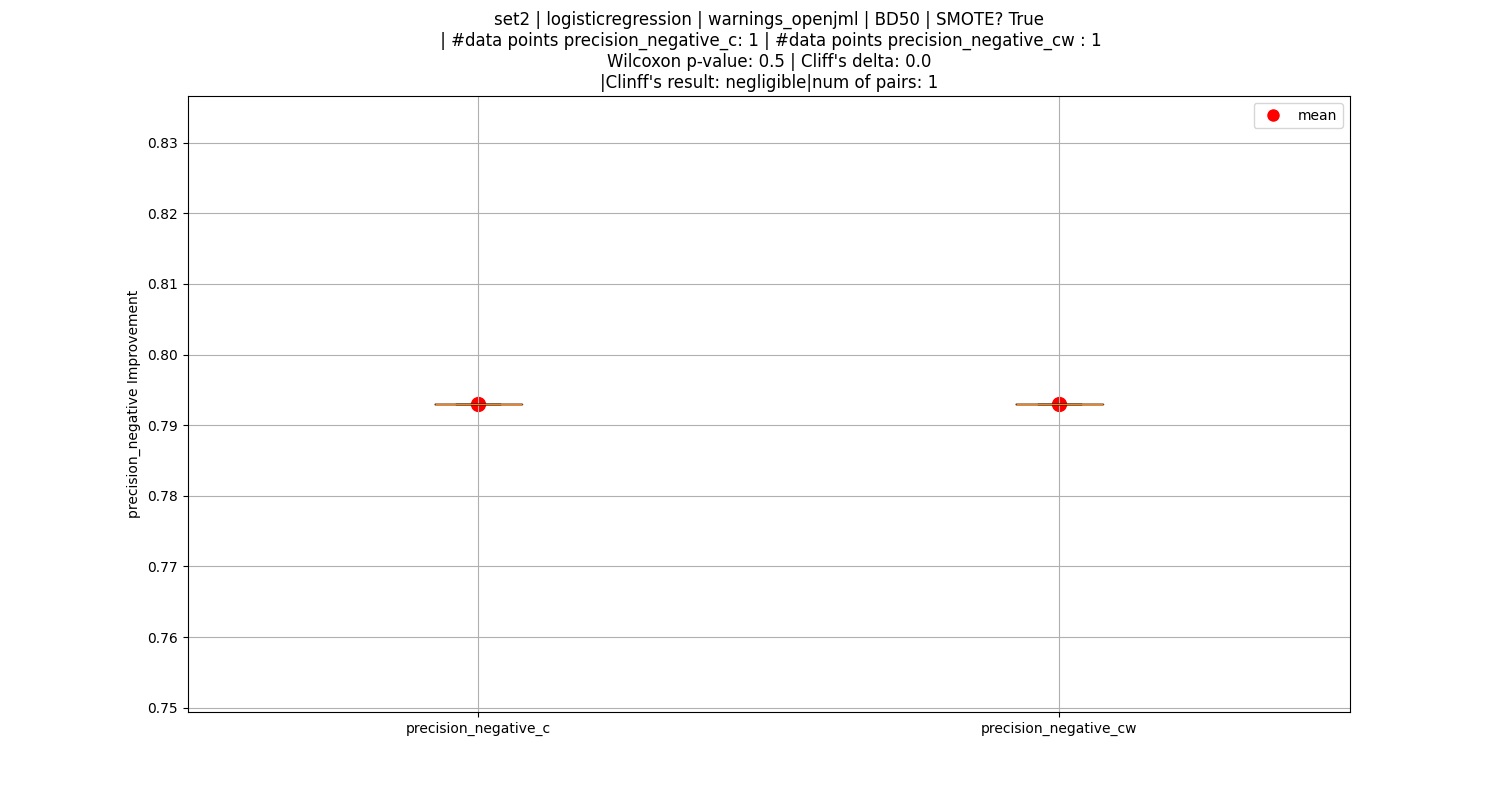 set2 | logisticregression | warnings_openjml | BD50 | SMOTE? True
| #data points precision_negative_c: 1 | #data points precision_negative_cw : 1
Wilcoxon p-value: 0.5 | Cliff's delta: 0.0
|Clinff's result: negligible|num of pairs: 1
mean
0.83
0.82
0.81
0.80
0.79
0.78
0.77
0.76
0.75
precision_negative Improvement
precision_negative_c
precision_negative_cw